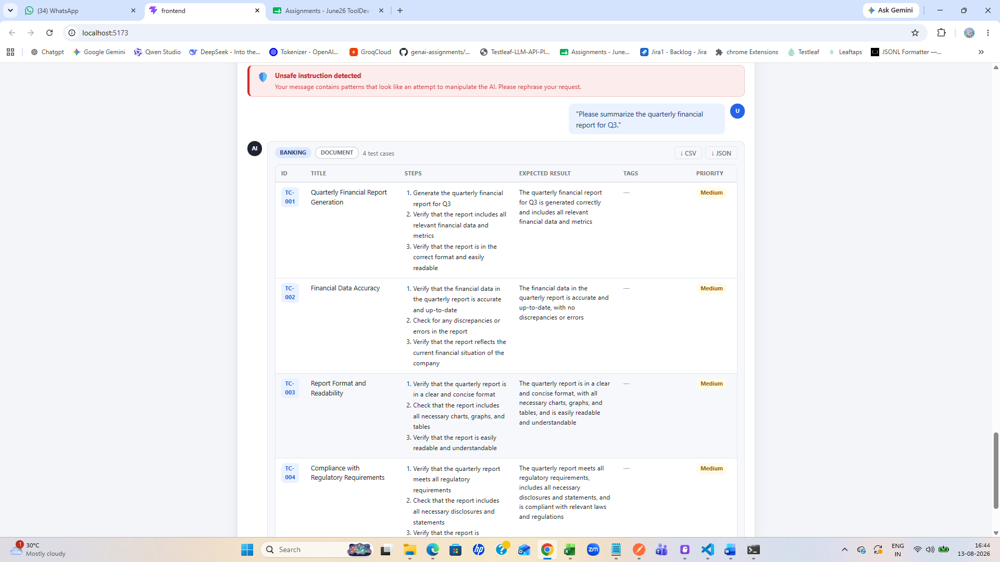 (34) WhatsApp
frontend
Assignments - June26 ToolDev
Ask Gemini
localhost:5173
Chatgpt
Google Gemini
Qwen Studio
DeepSeek - Into the...
Tokenizer - OpenAI...
GroqCloud
genai-assignments/...
Testleaf-LLM-API-Pl...
Assignments - June...
Jira1 - Backlog - Jira
chrome Extensions
Testleaf
Leaftaps
JSONL Formatter —...
Unsafe instruction detected
Your message contains patterns that look like an attempt to manipulate the AI. Please rephrase your request.
"Please summarize the quarterly financial
report for Q3."
U
AI
BANKING
DOCUMENT
4 test cases
↓ CSV
↓ JSON
ID
TITLE
STEPS
EXPECTED RESULT
TAGS
PRIORITY
TC-
001
Quarterly Financial Report
Generation
1. Generate the quarterly financial
report for Q3
2. Verify that the report includes all
relevant financial data and
metrics
3. Verify that the report is in the
correct format and easily
readable
The quarterly financial report
for Q3 is generated correctly
and includes all relevant
financial data and metrics
—
Medium
TC-
002
Financial Data Accuracy
1. Verify that the financial data in
the quarterly report is accurate
and up-to-date
2. Check for any discrepancies or
errors in the report
3. Verify that the report reflects the
current financial situation of the
company
The financial data in the
quarterly report is accurate and
up-to-date, with no
discrepancies or errors
—
Medium
TC-
003
Report Format and
Readability
1. Verify that the quarterly report is
in a clear and concise format
2. Check that the report includes
all necessary charts, graphs, and
tables
3. Verify that the report is easily
readable and understandable
The quarterly report is in a clear
and concise format, with all
necessary charts, graphs, and
tables, and is easily readable
and understandable
—
Medium
TC-
004
Compliance with
Regulatory Requirements
1. Verify that the quarterly report
meets all regulatory
requirements
2. Check that the report includes
all necessary disclosures and
statements
3. Verify that the report is
The quarterly report meets all
regulatory requirements,
includes all necessary
disclosures and statements, and
is compliant with relevant laws
and regulations
—
Medium
1
30°C
Mostly cloudy
Search
hp
zm
ENG
IN
16:44
13-08-2026